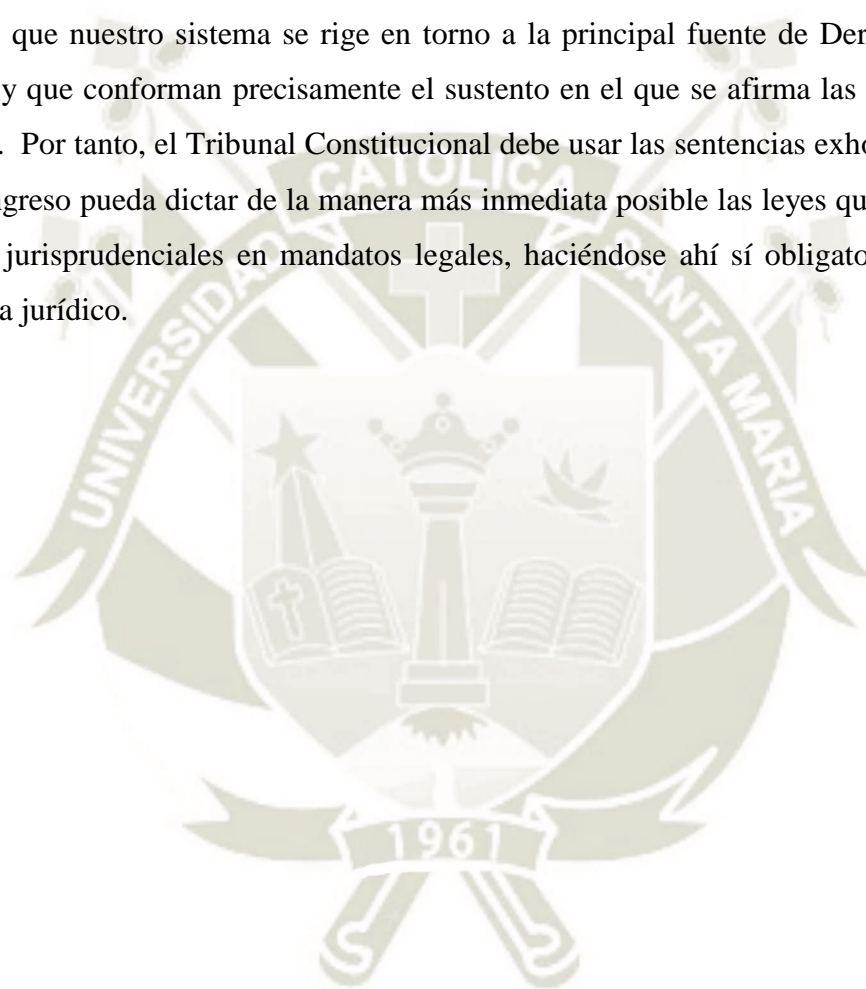 que nuestro sistema se rige en torno a la principal fuente de Der
y que conforman precisamente el sustento en el que se afirma las
. Por tanto, el Tribunal Constitucional debe usar las sentencias exho
ngreso pueda dictar de la manera más inmediata posible las leyes qu
jurisprudenciales en mandatos legales, haciéndose ahí sí obligato
a jurídico.
UNIVERSIDAD CATOLICA SANTA MARIA
1961